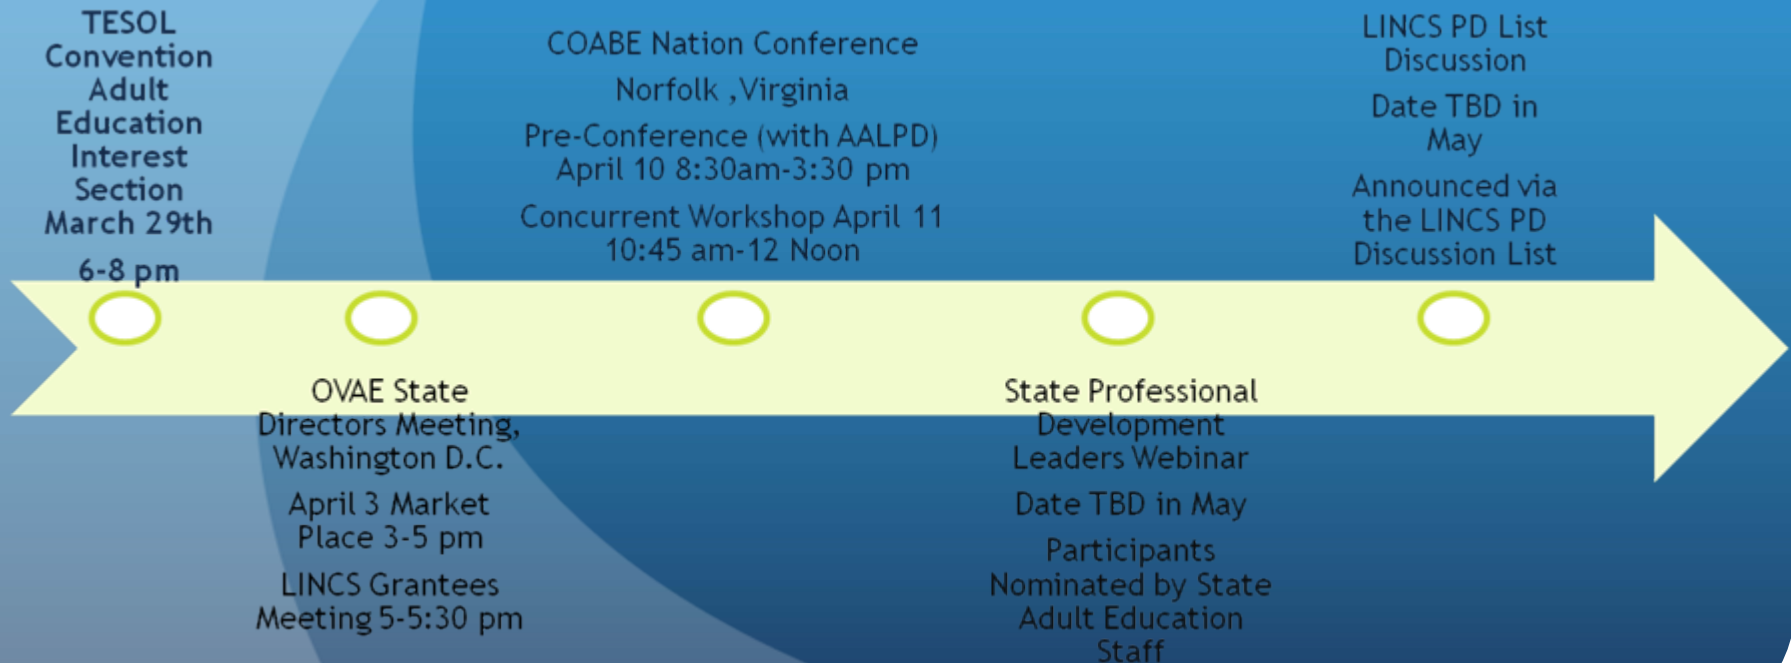 TESOL
Convention
Adult
Education
Interest
Section
March 29th
6-8 pm
OVAE State
Directors Meeting,
Washington D.C.
April 3 Market
Place 3-5 pm
LINCS Grantees
Meeting 5-5:30 pm
COABE Nation Conference
Norfolk ,Virginia
Pre-Conference (with AALPD)
April 10 8:30am-3:30 pm
Concurrent Workshop April 11
10:45 am-12 Noon
State Professional
Development
Leaders Webinar
Date TBD in May
Participants
Nominated by State
Adult Education
Staff
LINCS PD List
Discussion
Date TBD in
May
Announced via
the LINCS PD
Discussion List